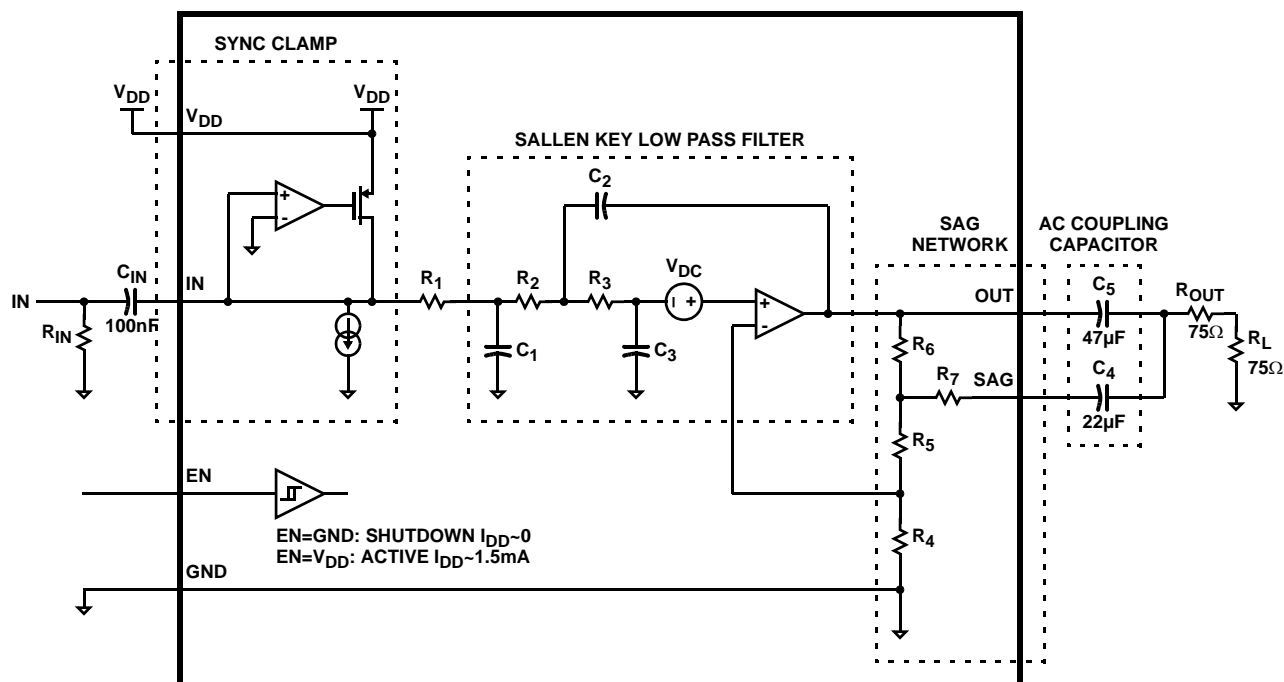 SYNC CLAMP
VDD
VDD
VDD
SALLEN KEY LOW PASS FILTER
C2
SAG
NETWORK
AC COUPLING
CAPACITOR
+
-
CIN
IN
IN
100nF
RIN
R1
R2
R3
VDC
+
+
-
OUT
C5
47µF
ROUT
75Ω
RL
75Ω
C1
C3
R6
R7
SAG
C4
22µF
R5
EN
EN=GND: SHUTDOWN IDD~0
EN=VDD: ACTIVE IDD~1.5mA
R4
GND